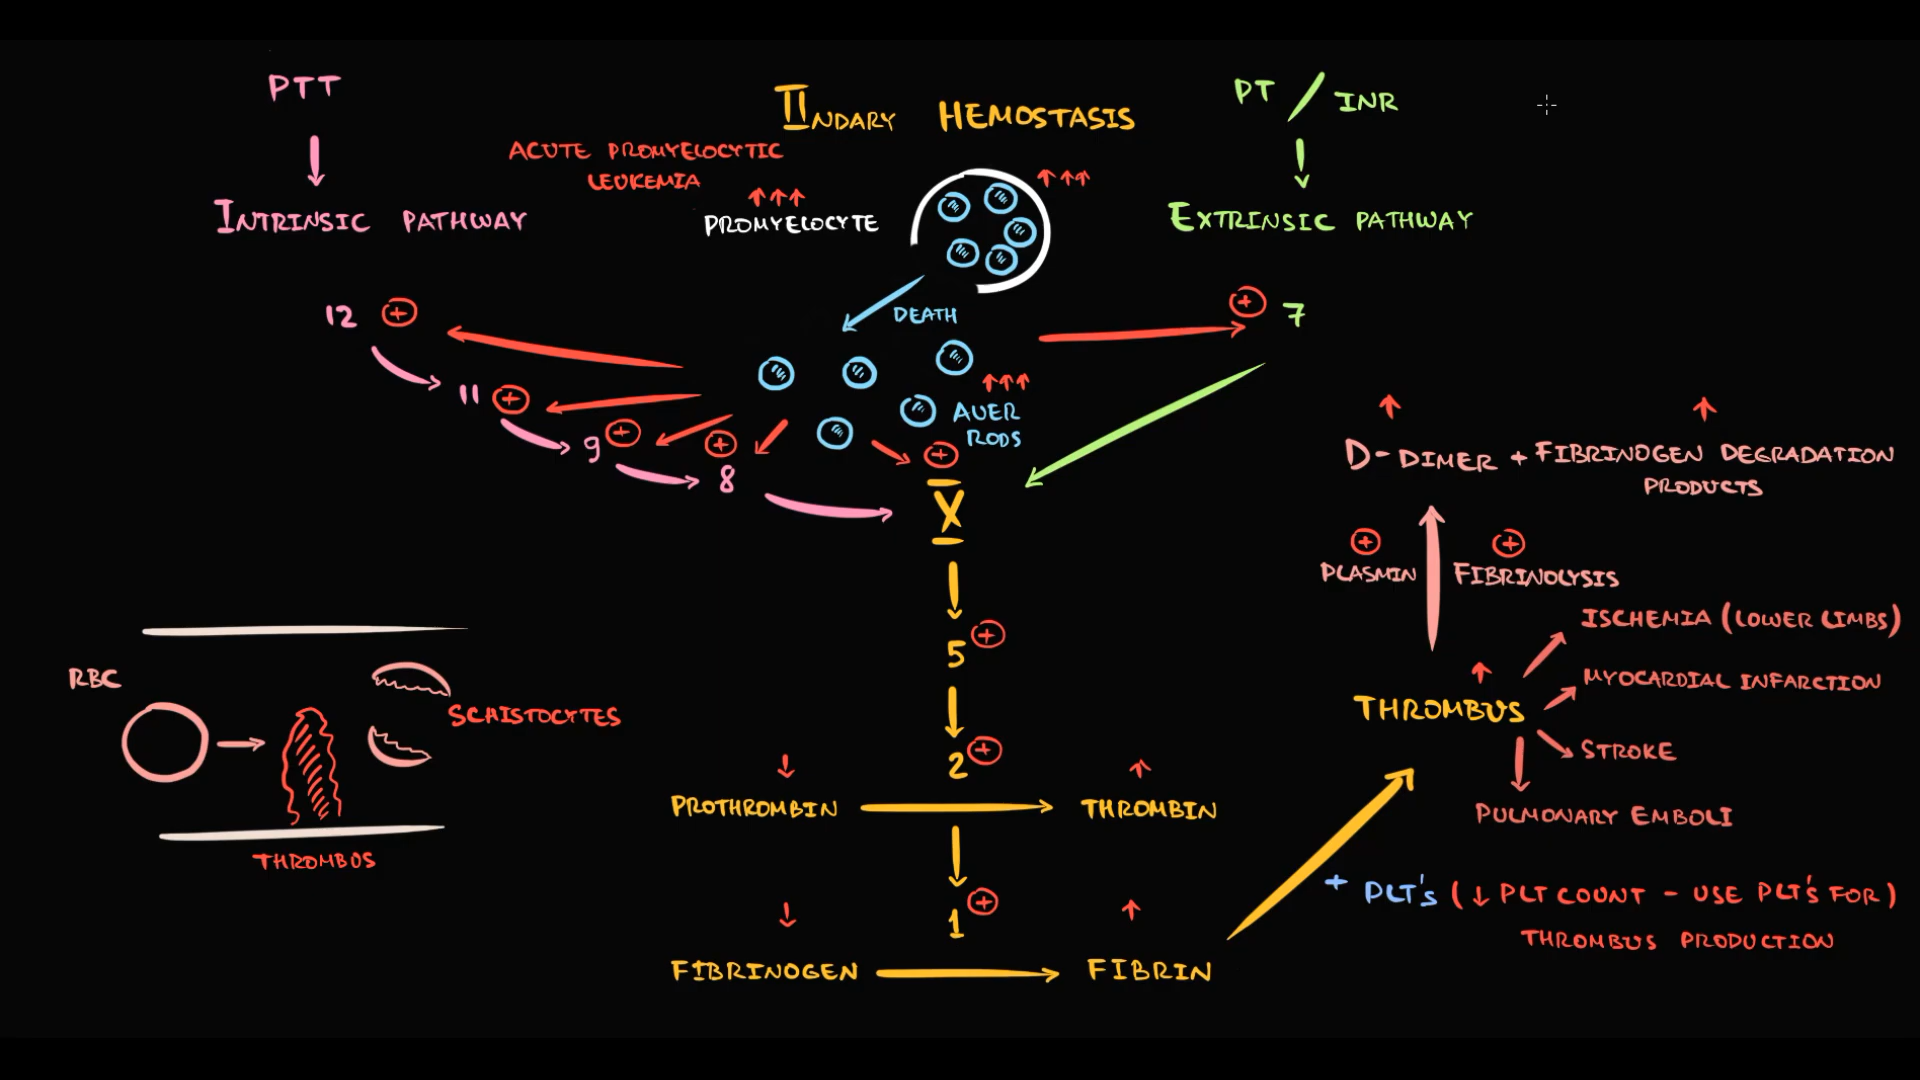 PTT
IINDARY HEMOSTASIS
PT / INR
ACUTE PROMYELOCYTIC
LEUKEMIA
INTRINSIC PATHWAY
PROMYELOCYTE
EXTRINSIC PATHWAY
12 +
DEATH
+ 7
11 +
9 +
+
8
AUER
RODS
+
X
D-DIMER + FIBRINOGEN DEGRADATION
PRODUCTS
+
PLASMIN
+
FIBRINOLYSIS
ISCHEMIA (LOWER LIMBS)
MYOCARDIAL INFARCTION
THROMBUS
STROKE
PULMONARY EMBOLI
5 +
RBC
SCHISTOCYTES
THROMBUS
2 +
PROTHROMBIN
THROMBIN
+ PLT'S (↓ PLT COUNT - USE PLT'S FOR)
THROMBUS PRODUCTION
1 +
FIBRINOGEN
FIBRIN